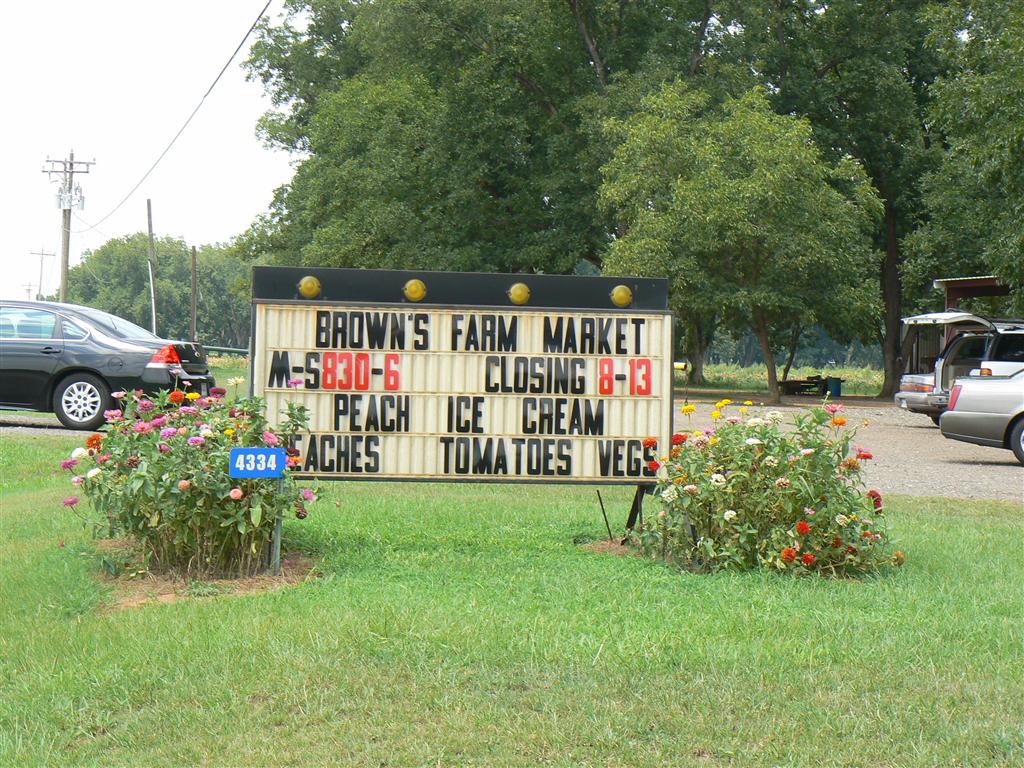 BROWN'S FARM MARKET
M-S 830-6 CLOSING 8-13
PEACH ICE CREAM
EACHES TOMATOES VEGS
4334